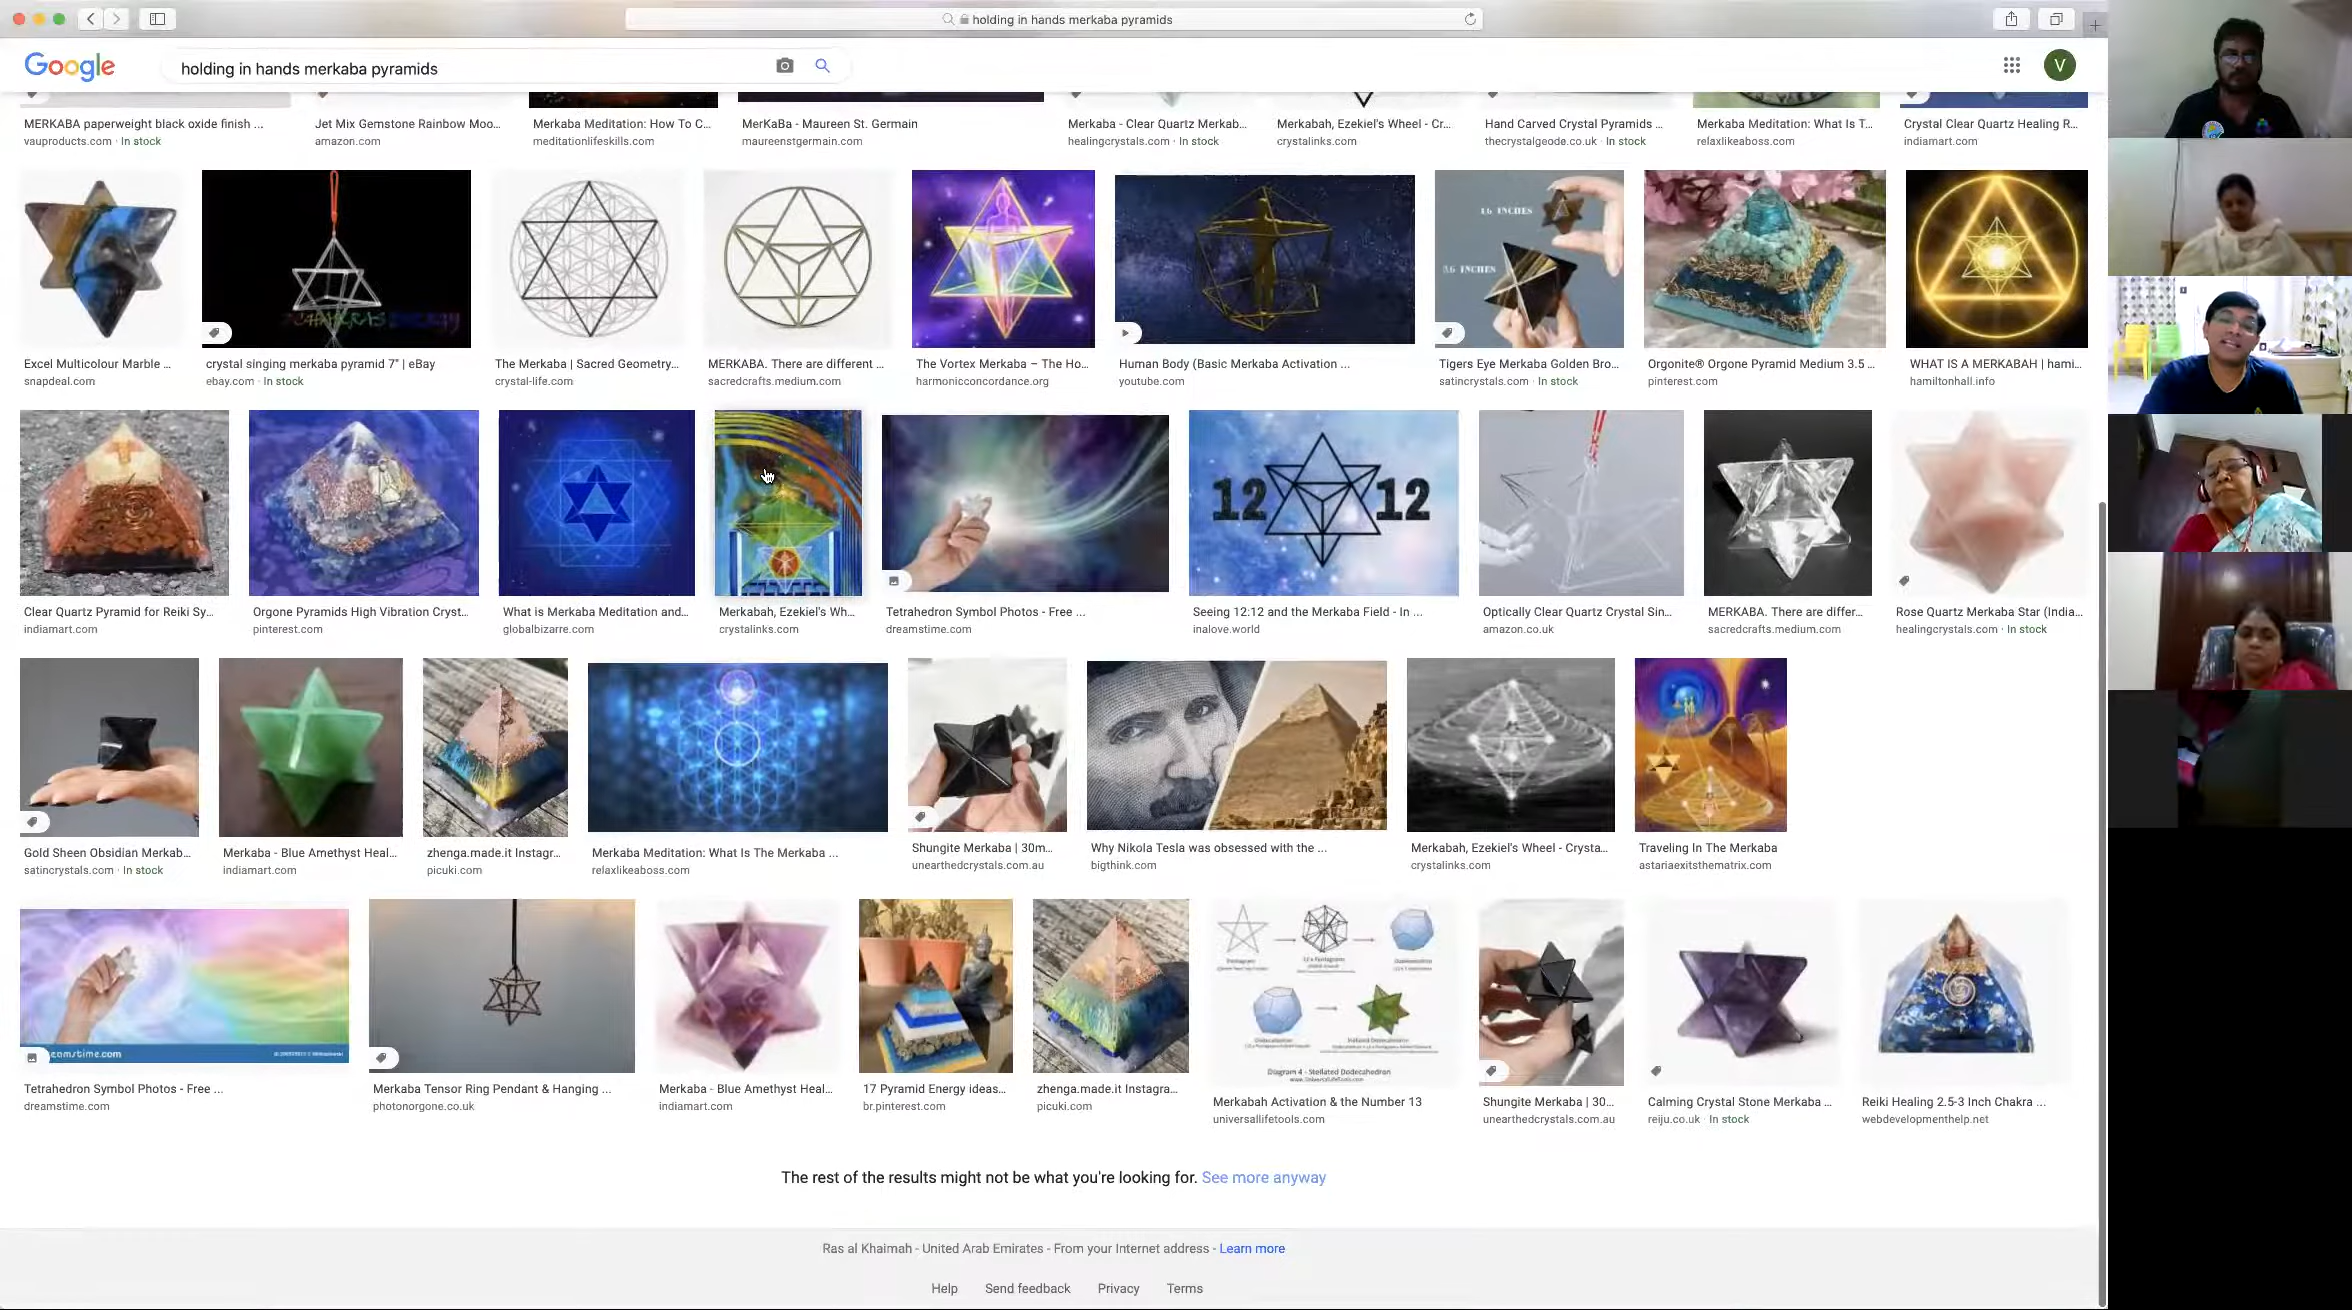 holding in hands merkaba pyramids
Google
holding in hands merkaba pyramids
V
MERKABA paperweight black oxide finish ...
vauproducts.com · In stock
Jet Mix Gemstone Rainbow Moo...
amazon.com
Merkaba Meditation: How To C...
meditationlifeskills.com
MerKaBa - Maureen St. Germain
maureenstgermain.com
Merkaba - Clear Quartz Merkab...
healingcrystals.com · In stock
Merkabah, Ezekiel's Wheel - Cr...
crystalinks.com
Hand Carved Crystal Pyramids ...
thecrystalgeode.co.uk · In stock
Merkaba Meditation: What Is T...
relaxlikeaboss.com
Crystal Clear Quartz Healing R...
indiamart.com
1.6 INCHES
3.6 INCHES
Excel Multicolour Marble ...
snapdeal.com
crystal singing merkaba pyramid 7" | eBay
ebay.com · In stock
The Merkaba | Sacred Geometry...
crystal-life.com
MERKABA. There are different ...
sacredcrafts.medium.com
The Vortex Merkaba – The Ho...
harmonicconcordance.org
Human Body (Basic Merkaba Activation ...
youtube.com
Tigers Eye Merkaba Golden Bro...
satincrystals.com · In stock
Orgonite® Orgone Pyramid Medium 3.5 ...
pinterest.com
WHAT IS A MERKABAH | hami...
hamiltonhall.info
12 12
Clear Quartz Pyramid for Reiki Sy...
indiamart.com
Orgone Pyramids High Vibration Cryst...
pinterest.com
What is Merkaba Meditation and...
globalbizarre.com
Merkabah, Ezekiel's Wh...
crystalinks.com
Tetrahedron Symbol Photos - Free ...
dreamstime.com
Seeing 12:12 and the Merkaba Field - In ...
inalove.world
Optically Clear Quartz Crystal Sin...
amazon.co.uk
MERKABA. There are differ...
sacredcrafts.medium.com
Rose Quartz Merkaba Star (India...
healingcrystals.com · In stock
Gold Sheen Obsidian Merkab...
satincrystals.com · In stock
Merkaba - Blue Amethyst Heal...
indiamart.com
zhenga.made.it Instagr...
picuki.com
Merkaba Meditation: What Is The Merkaba ...
relaxlikeaboss.com
Shungite Merkaba | 30m...
unearthedcrystals.com.au
Why Nikola Tesla was obsessed with the ...
bigthink.com
Merkabah, Ezekiel's Wheel - Crysta...
crystalinks.com
Traveling In The Merkaba
astariaexitsthematrix.com
Diagram 4 - Stellated Dodecahedron
Tetrahedron Symbol Photos - Free ...
dreamstime.com
Merkaba Tensor Ring Pendant & Hanging ...
photonorgone.co.uk
Merkaba - Blue Amethyst Heal...
indiamart.com
17 Pyramid Energy ideas...
br.pinterest.com
zhenga.made.it Instagra...
picuki.com
Merkabah Activation & the Number 13
universallifetools.com
Shungite Merkaba | 30...
unearthedcrystals.com.au
Calming Crystal Stone Merkaba ...
reiju.co.uk · In stock
Reiki Healing 2.5-3 Inch Chakra ...
webdevelopmenthelp.net
The rest of the results might not be what you're looking for. See more anyway
Ras al Khaimah - United Arab Emirates - From your Internet address - Learn more
Help Send feedback Privacy Terms